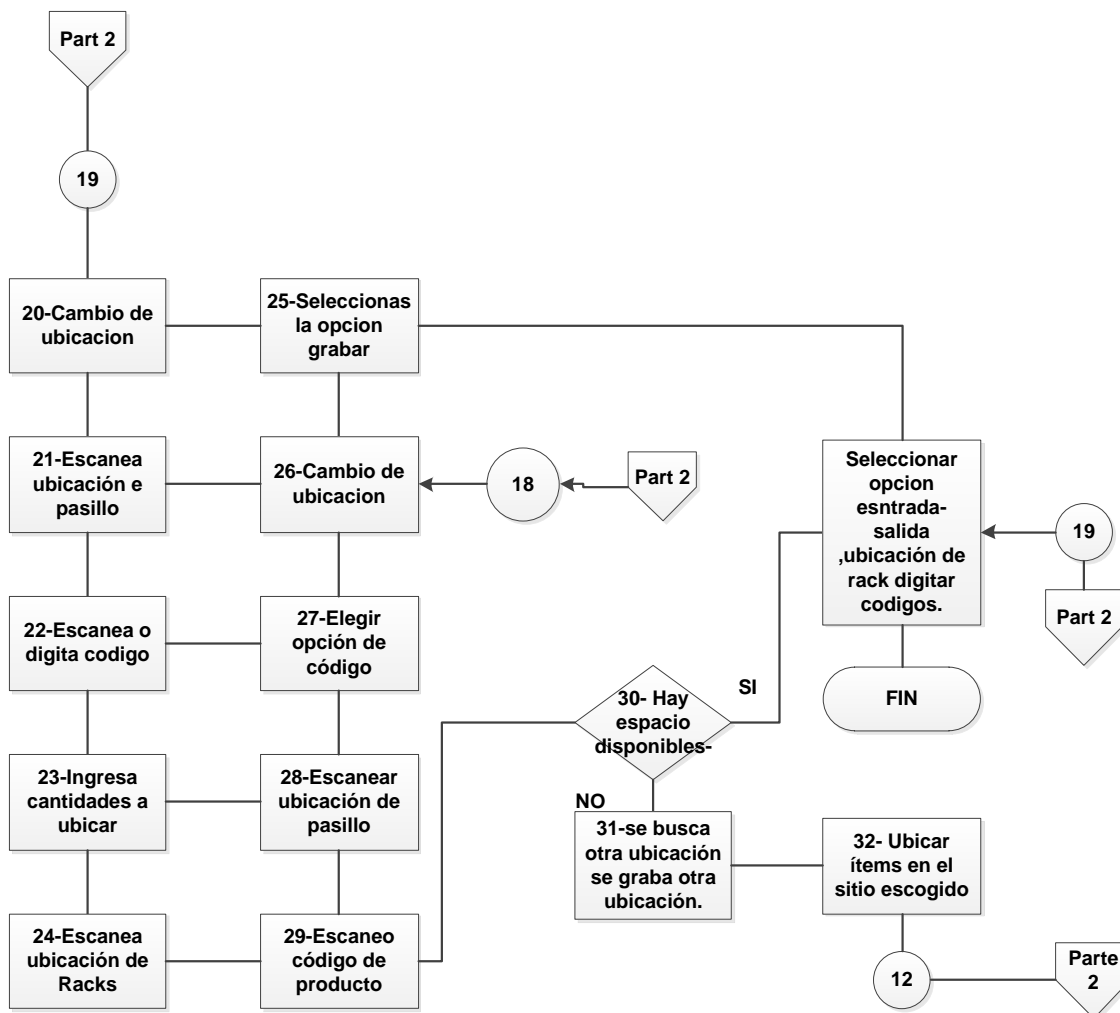 Part 2
19
20-Cambio de
ubicacion
25-Seleccionas
la opcion
grabar
21-Escanea
ubicación e
pasillo
26-Cambio de
ubicacion
18
Part 2
Seleccionar
opcion
esntrada-
salida
,ubicación de
rack digitar
codigos.
19
Part 2
22-Escanea o
digita codigo
27-Elegir
opción de
código
FIN
30- Hay
espacio
disponibles-
SI
NO
23-Ingresa
cantidades a
ubicar
28-Escanear
ubicación de
pasillo
31-se busca
otra ubicación
se graba otra
ubicación.
32- Ubicar
ítems en el
sitio escogido
24-Escanea
ubicación de
Racks
29-Escaneo
código de
producto
12
Parte
2